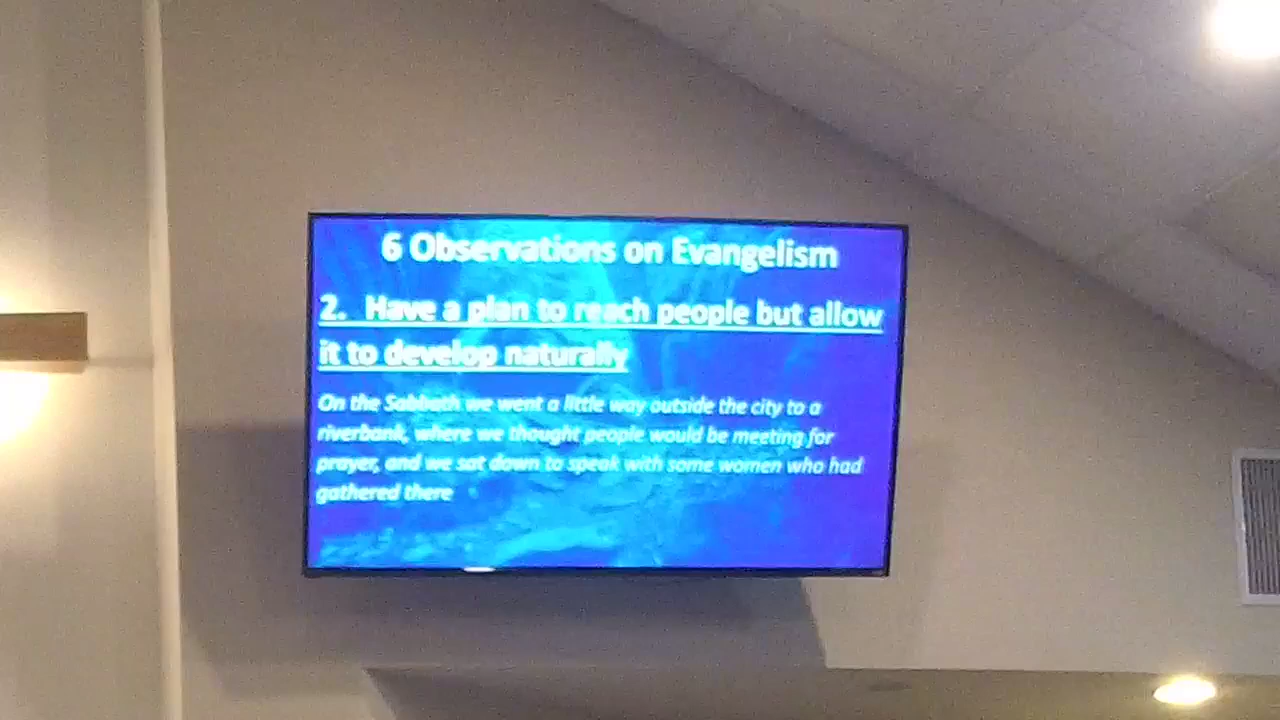 6 Observations on Evangelism
2. Have a plan to reach people but allow
it to develop naturally
On the Sabbath we went a little way outside the city to a
riverbank, where we thought people would be meeting for
prayer, and we sat down to speak with some women who had
gathered there